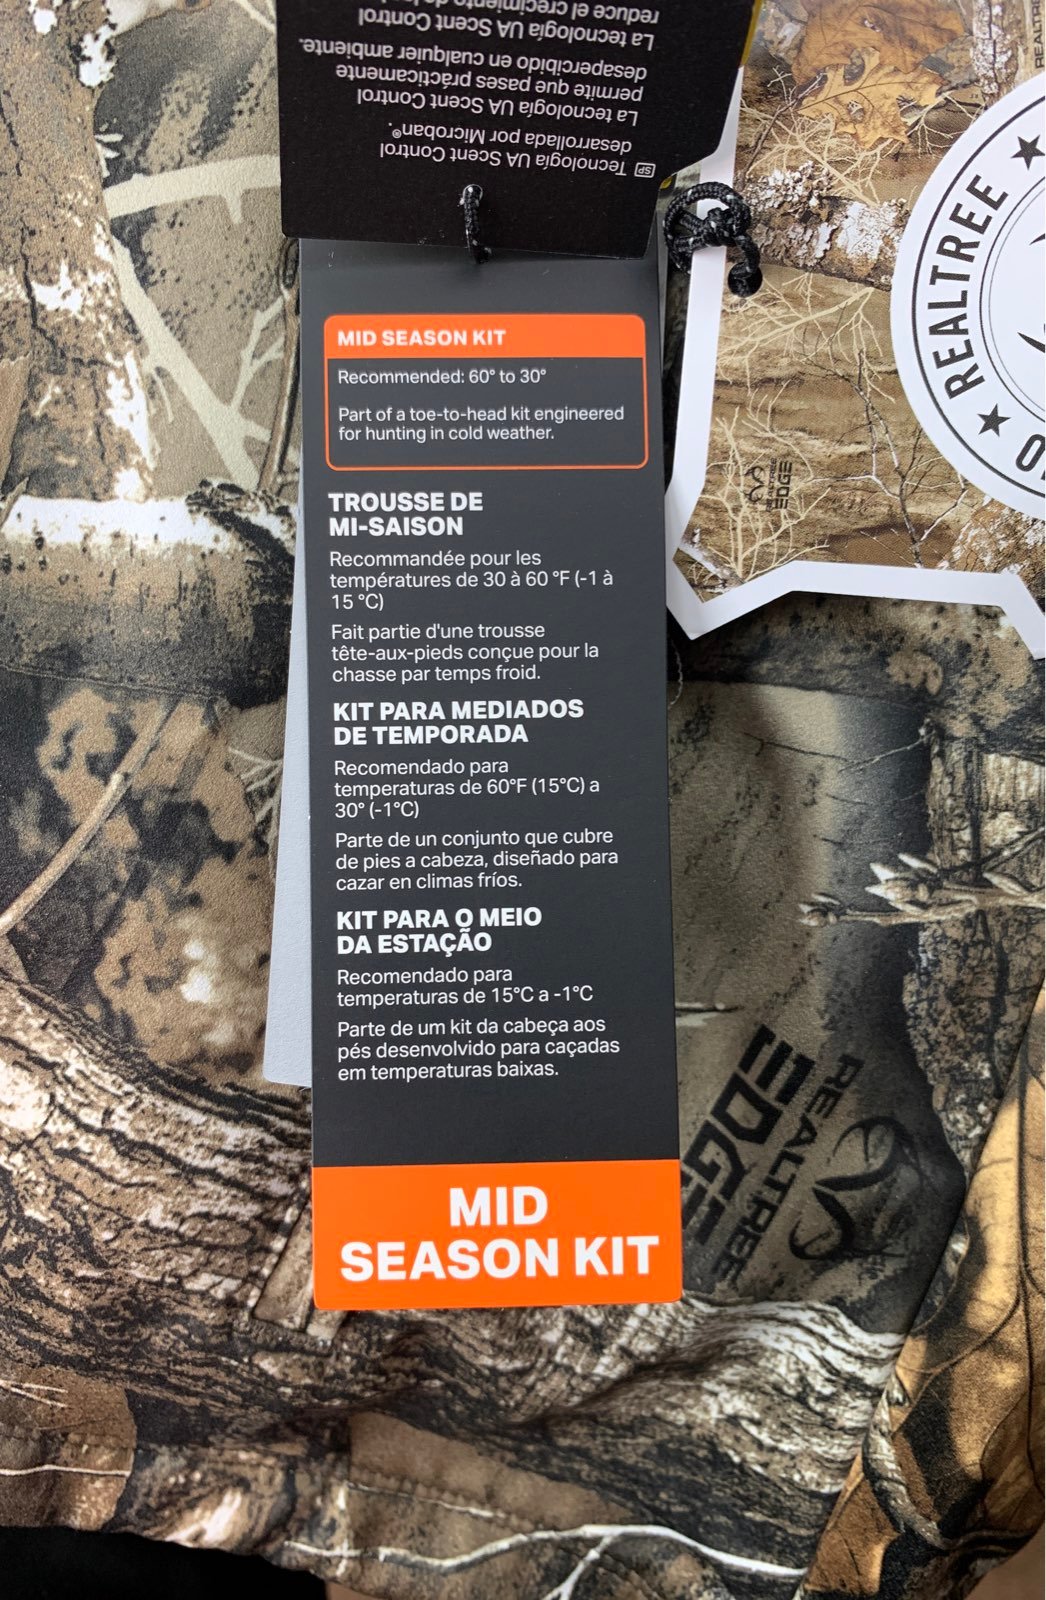 SP Tecnología UA Scent Control
desarrollada por Microban®.
La tecnología UA Scent Control
permite que pases prácticamente
desapercibido en cualquier ambiente.
La tecnología UA Scent Control
reduce el crecimiento
MID SEASON KIT
Recommended: 60° to 30°
Part of a toe-to-head kit engineered
for hunting in cold weather.
TROUSSE DE
MI-SAISON
Recommandée pour les
températures de 30 à 60 °F (-1 à
15 °C)
Fait partie d'une trousse
tête-aux-pieds conçue pour la
chasse par temps froid.
KIT PARA MEDIADOS
DE TEMPORADA
Recomendado para
temperaturas de 60°F (15°C) a
30° (-1°C)
Parte de un conjunto que cubre
de pies a cabeza, diseñado para
cazar en climas fríos.
KIT PARA O MEIO
DA ESTAÇÃO
Recomendado para
temperaturas de 15°C a -1°C
Parte de um kit da cabeça aos
pés desenvolvido para caçadas
em temperaturas baixas.
MID
SEASON KIT
REALTREE
REALTREE
EDGE
REALTREE
EDGE